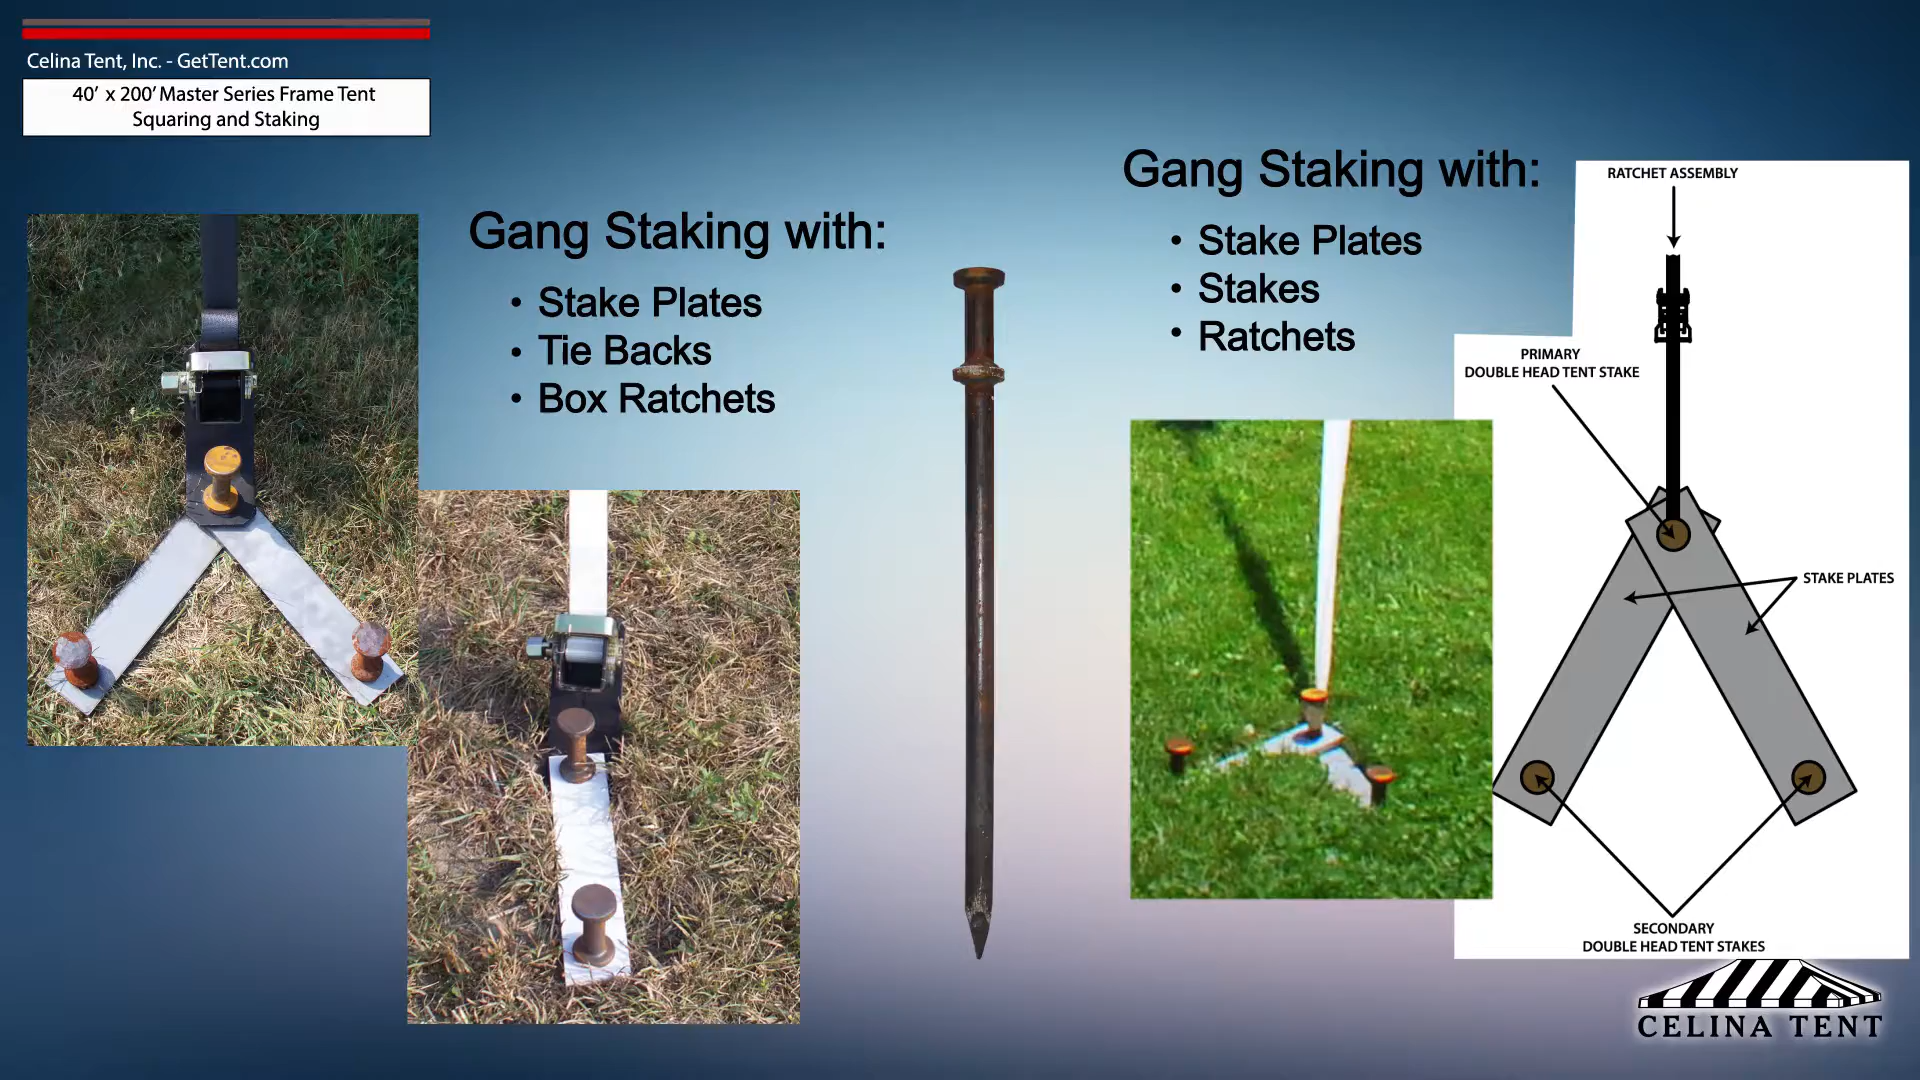 Celina Tent, Inc. - GetTent.com
40' x 200' Master Series Frame Tent
Squaring and Staking
Gang Staking with:
• Stake Plates
• Tie Backs
• Box Ratchets
Gang Staking with:
• Stake Plates
• Stakes
• Ratchets
RATCHET ASSEMBLY
PRIMARY
DOUBLE HEAD TENT STAKE
STAKE PLATES
SECONDARY
DOUBLE HEAD TENT STAKES
CELINA TENT